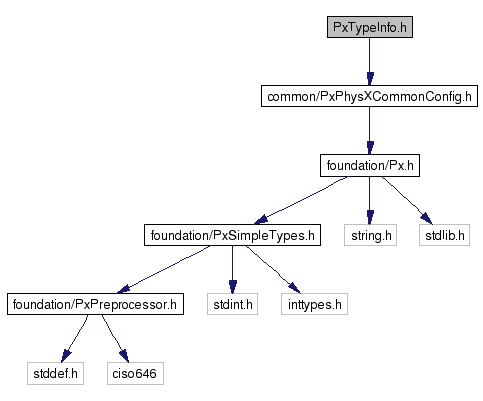 PxTypeInfo.h
common/PxPhysXCommonConfig.h
foundation/Px.h
foundation/PxSimpleTypes.h
string.h
stdlib.h
foundation/PxPreprocessor.h
stdint.h
inttypes.h
stddef.h
ciso646